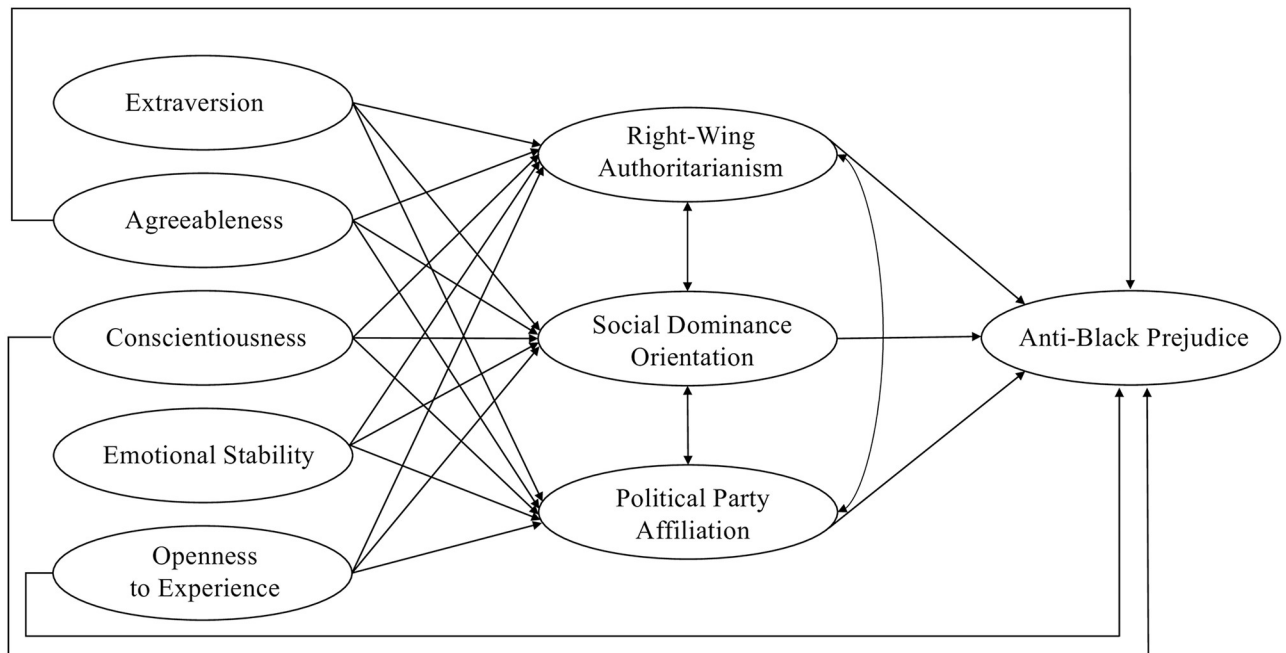 Extraversion
Agreeableness
Conscientiousness
Emotional Stability
Openness
to Experience
Right-Wing
Authoritarianism
Social Dominance
Orientation
Political Party
Affiliation
Anti-Black Prejudice